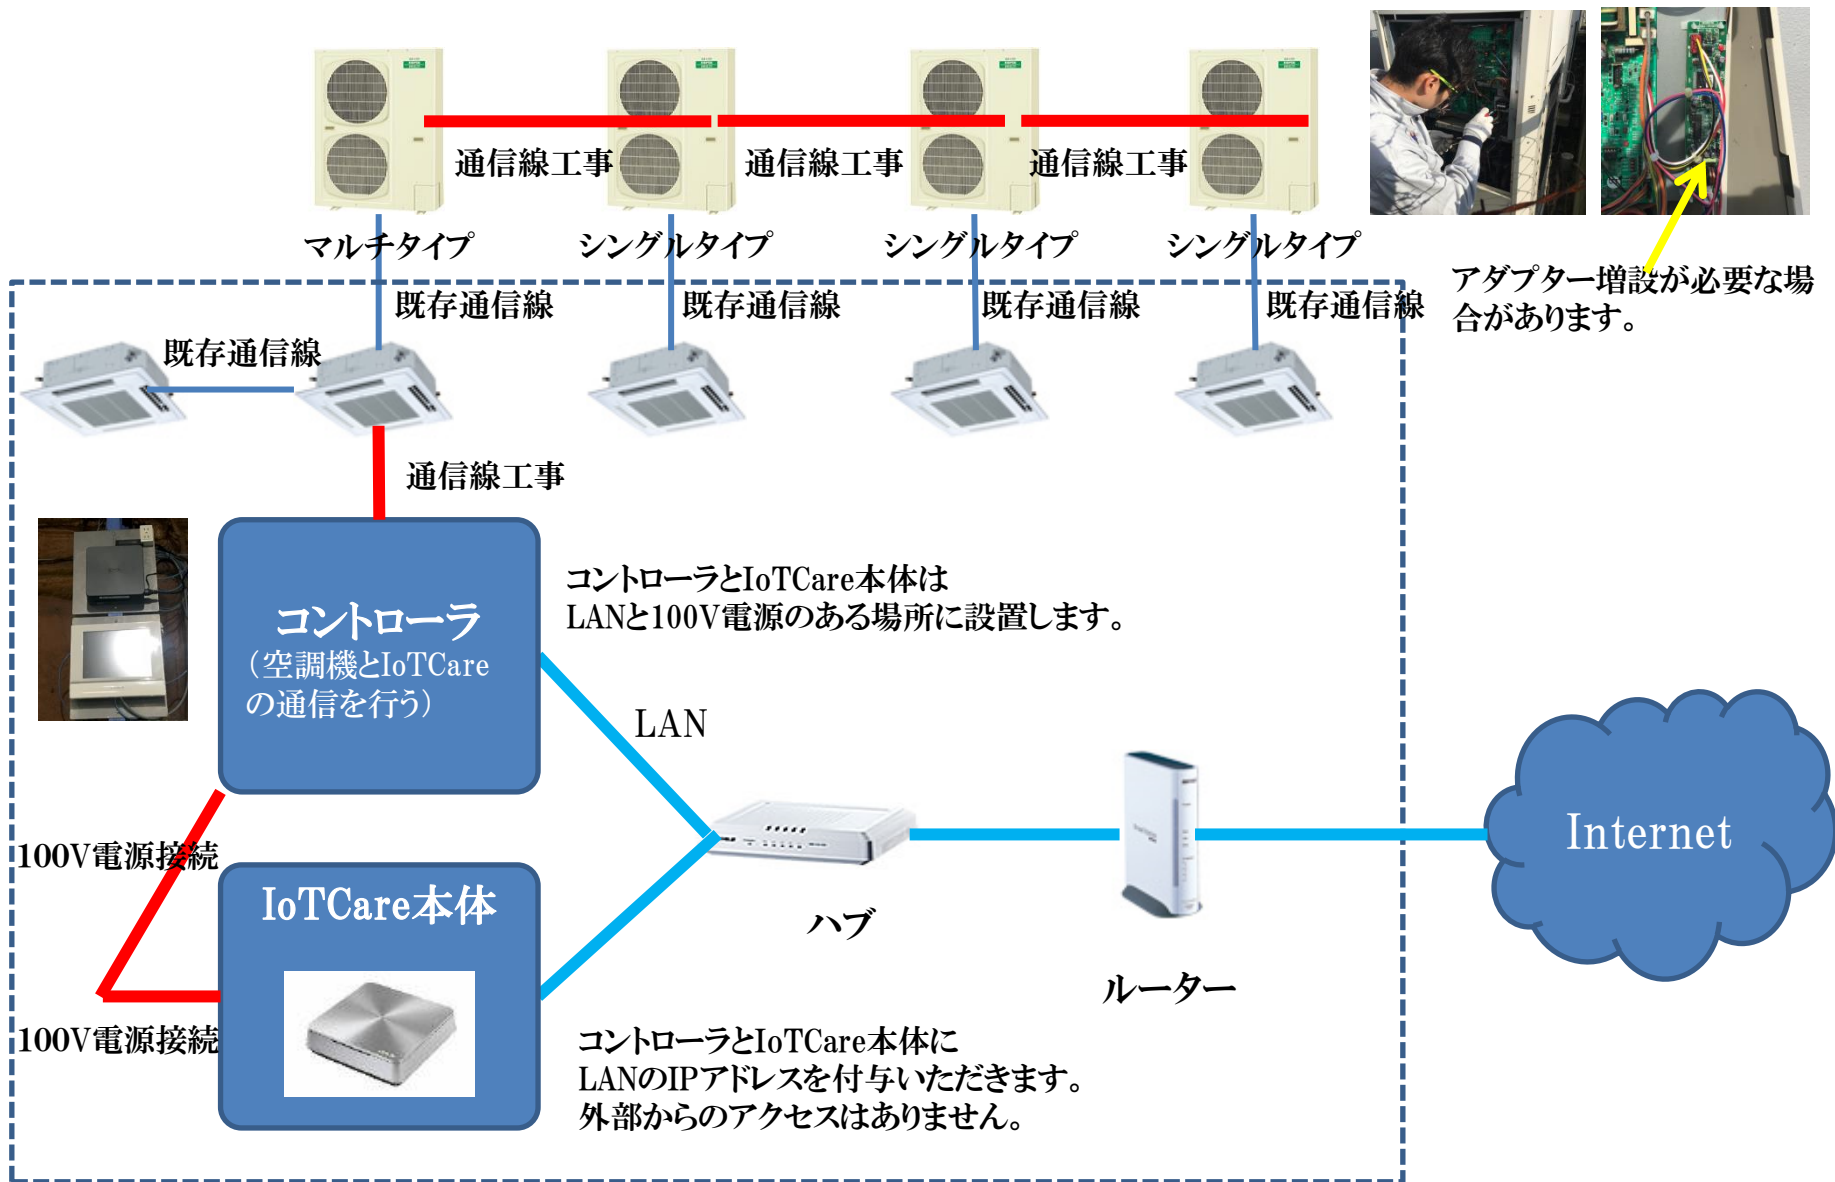 通信線工事
通信線工事
通信線工事
マルチタイプ
シングルタイプ
シングルタイプ
シングルタイプ
アダプター増設が必要な場
合があります。
既存通信線
既存通信線
既存通信線
既存通信線
既存通信線
通信線工事
コントローラ
（空調機とIoTCare
の通信を行う）
コントローラとIoTCare本体は
LANと100V電源のある場所に設置します。
LAN
Internet
100V電源接続
IoTCare本体
ハブ
ルーター
100V電源接続
コントローラとIoTCare本体に
LANのIPアドレスを付与いただきます。
外部からのアクセスはありません。